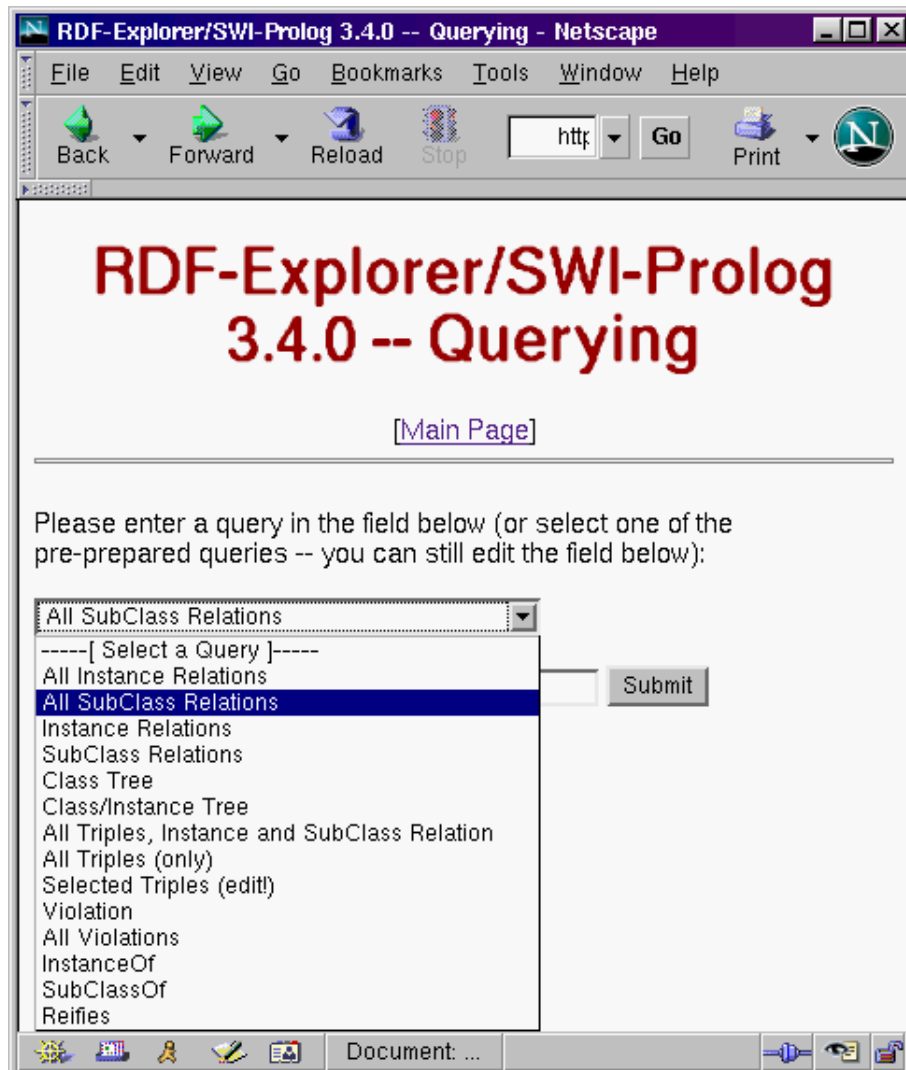 RDF-Explorer/SWI-Prolog 3.4.0 -- Querying - Netscape
File Edit View Go Bookmarks Tools Window Help
Back Forward Reload Stop http Go Print N
RDF-Explorer/SWI-Prolog
3.4.0 -- Querying
[Main Page]
Please enter a query in the field below (or select one of the
pre-prepared queries -- you can still edit the field below):
All SubClass Relations
-----[ Select a Query ]-----
All Instance Relations
All SubClass Relations
Submit
Instance Relations
SubClass Relations
Class Tree
Class/Instance Tree
All Triples, Instance and SubClass Relation
All Triples (only)
Selected Triples (edit!)
Violation
All Violations
InstanceOf
SubClassOf
Reifies
Document: ...